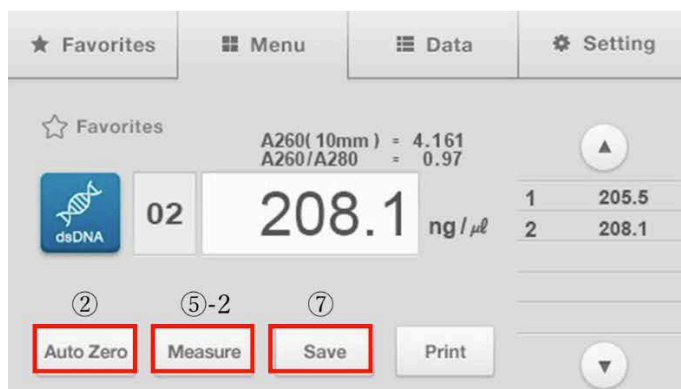 ★ Favorites Menu Data Setting
☆ Favorites
A260( 10mm ) = 4.161
A260/A280 = 0.97
dsDNA 02 208.1 ng/㎕
1 205.5
2 208.1
② ⑤-2 ⑦
Auto Zero Measure Save Print